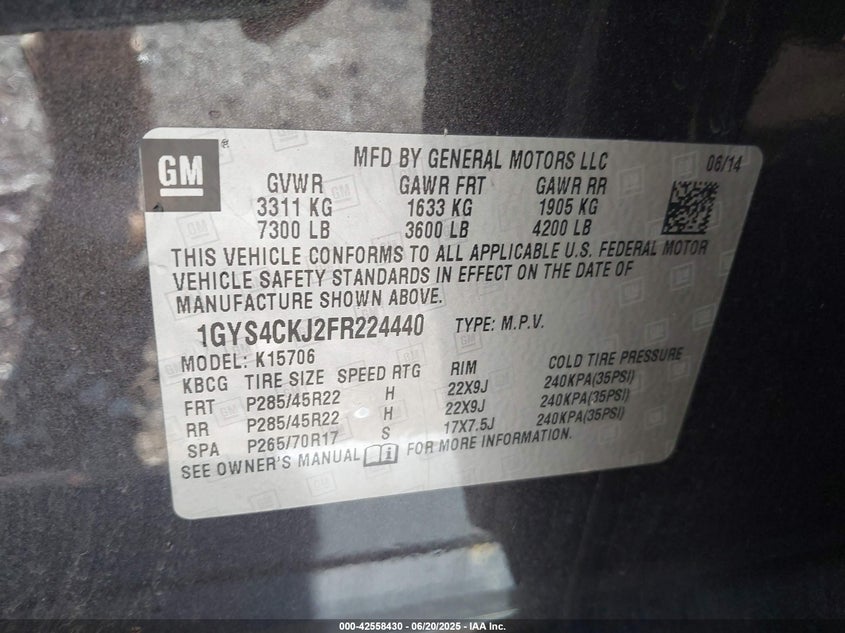 GM
MFD BY GENERAL MOTORS LLC 06/14
GVWR GAWR FRT GAWR RR
3311 KG 1633 KG 1905 KG
7300 LB 3600 LB 4200 LB
THIS VEHICLE CONFORMS TO ALL APPLICABLE U.S. FEDERAL MOTOR
VEHICLE SAFETY STANDARDS IN EFFECT ON THE DATE OF
MANUFACTURE SHOWN ABOVE.
1GYS4CKJ2FR224440 TYPE: M.P.V.
MODEL: K15706
KBCG TIRE SIZE SPEED RTG RIM COLD TIRE PRESSURE
FRT P285/45R22 H 22X9J 240KPA(35PSI)
RR P285/45R22 H 22X9J 240KPA(35PSI)
SPA P265/70R17 S 17X7.5J 240KPA(35PSI)
SEE OWNER'S MANUAL FOR MORE INFORMATION.
000-42558430 - 06/20/2025 - IAA Inc.